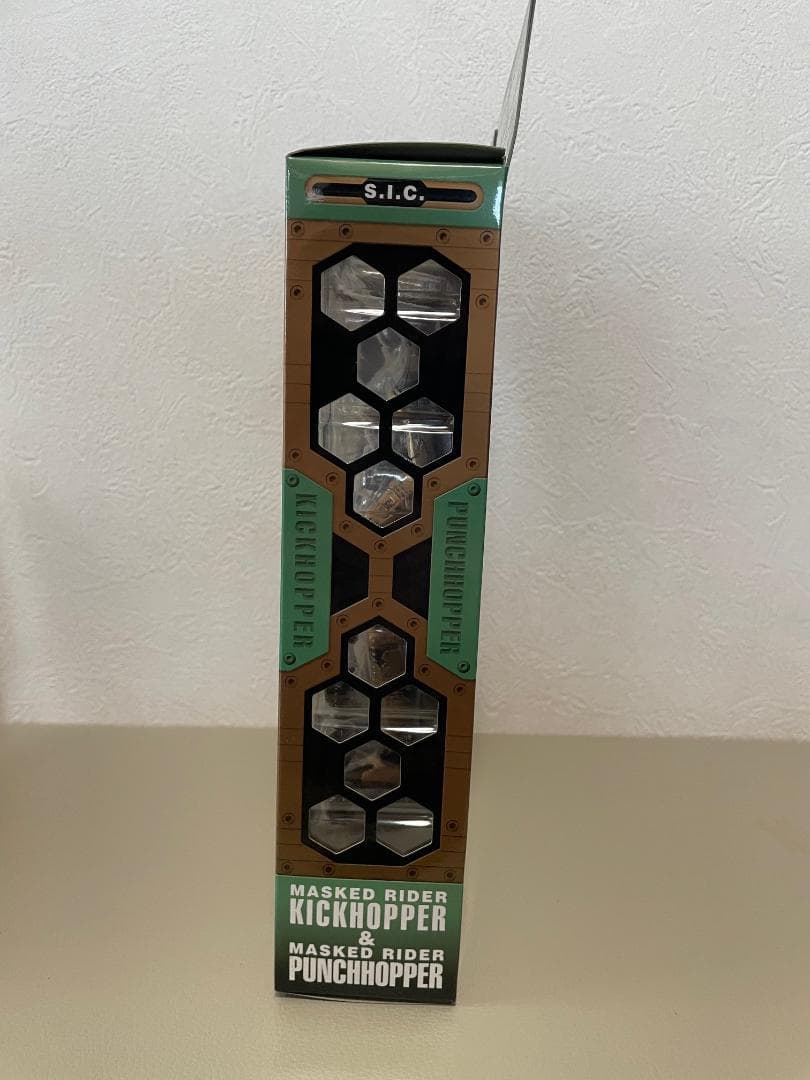 S.I.C.
KICKHOPPER
PUNCHHOPPER
MASKED RIDER
KICKHOPPER
&
MASKED RIDER
PUNCHHOPPER